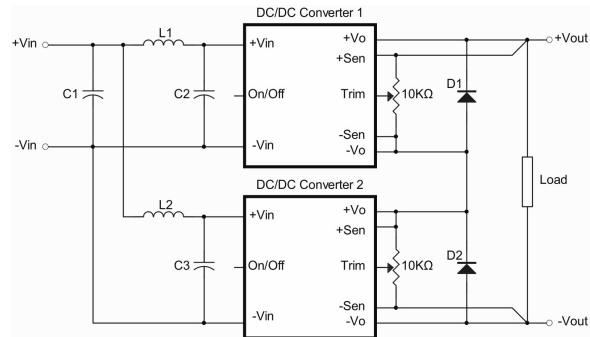 DC/DC Converter 1
L1
+Vin
+Vin
+Vo
+Vout
+Sen
C1
C2
On/Off
Trim
10KΩ
D1
-Sen
-Vin
-Vin
-Vo
DC/DC Converter 2
Load
L2
+Vin
+Vo
+Sen
C3
On/Off
Trim
10KΩ
D2
-Sen
-Vin
-Vo
-Vout